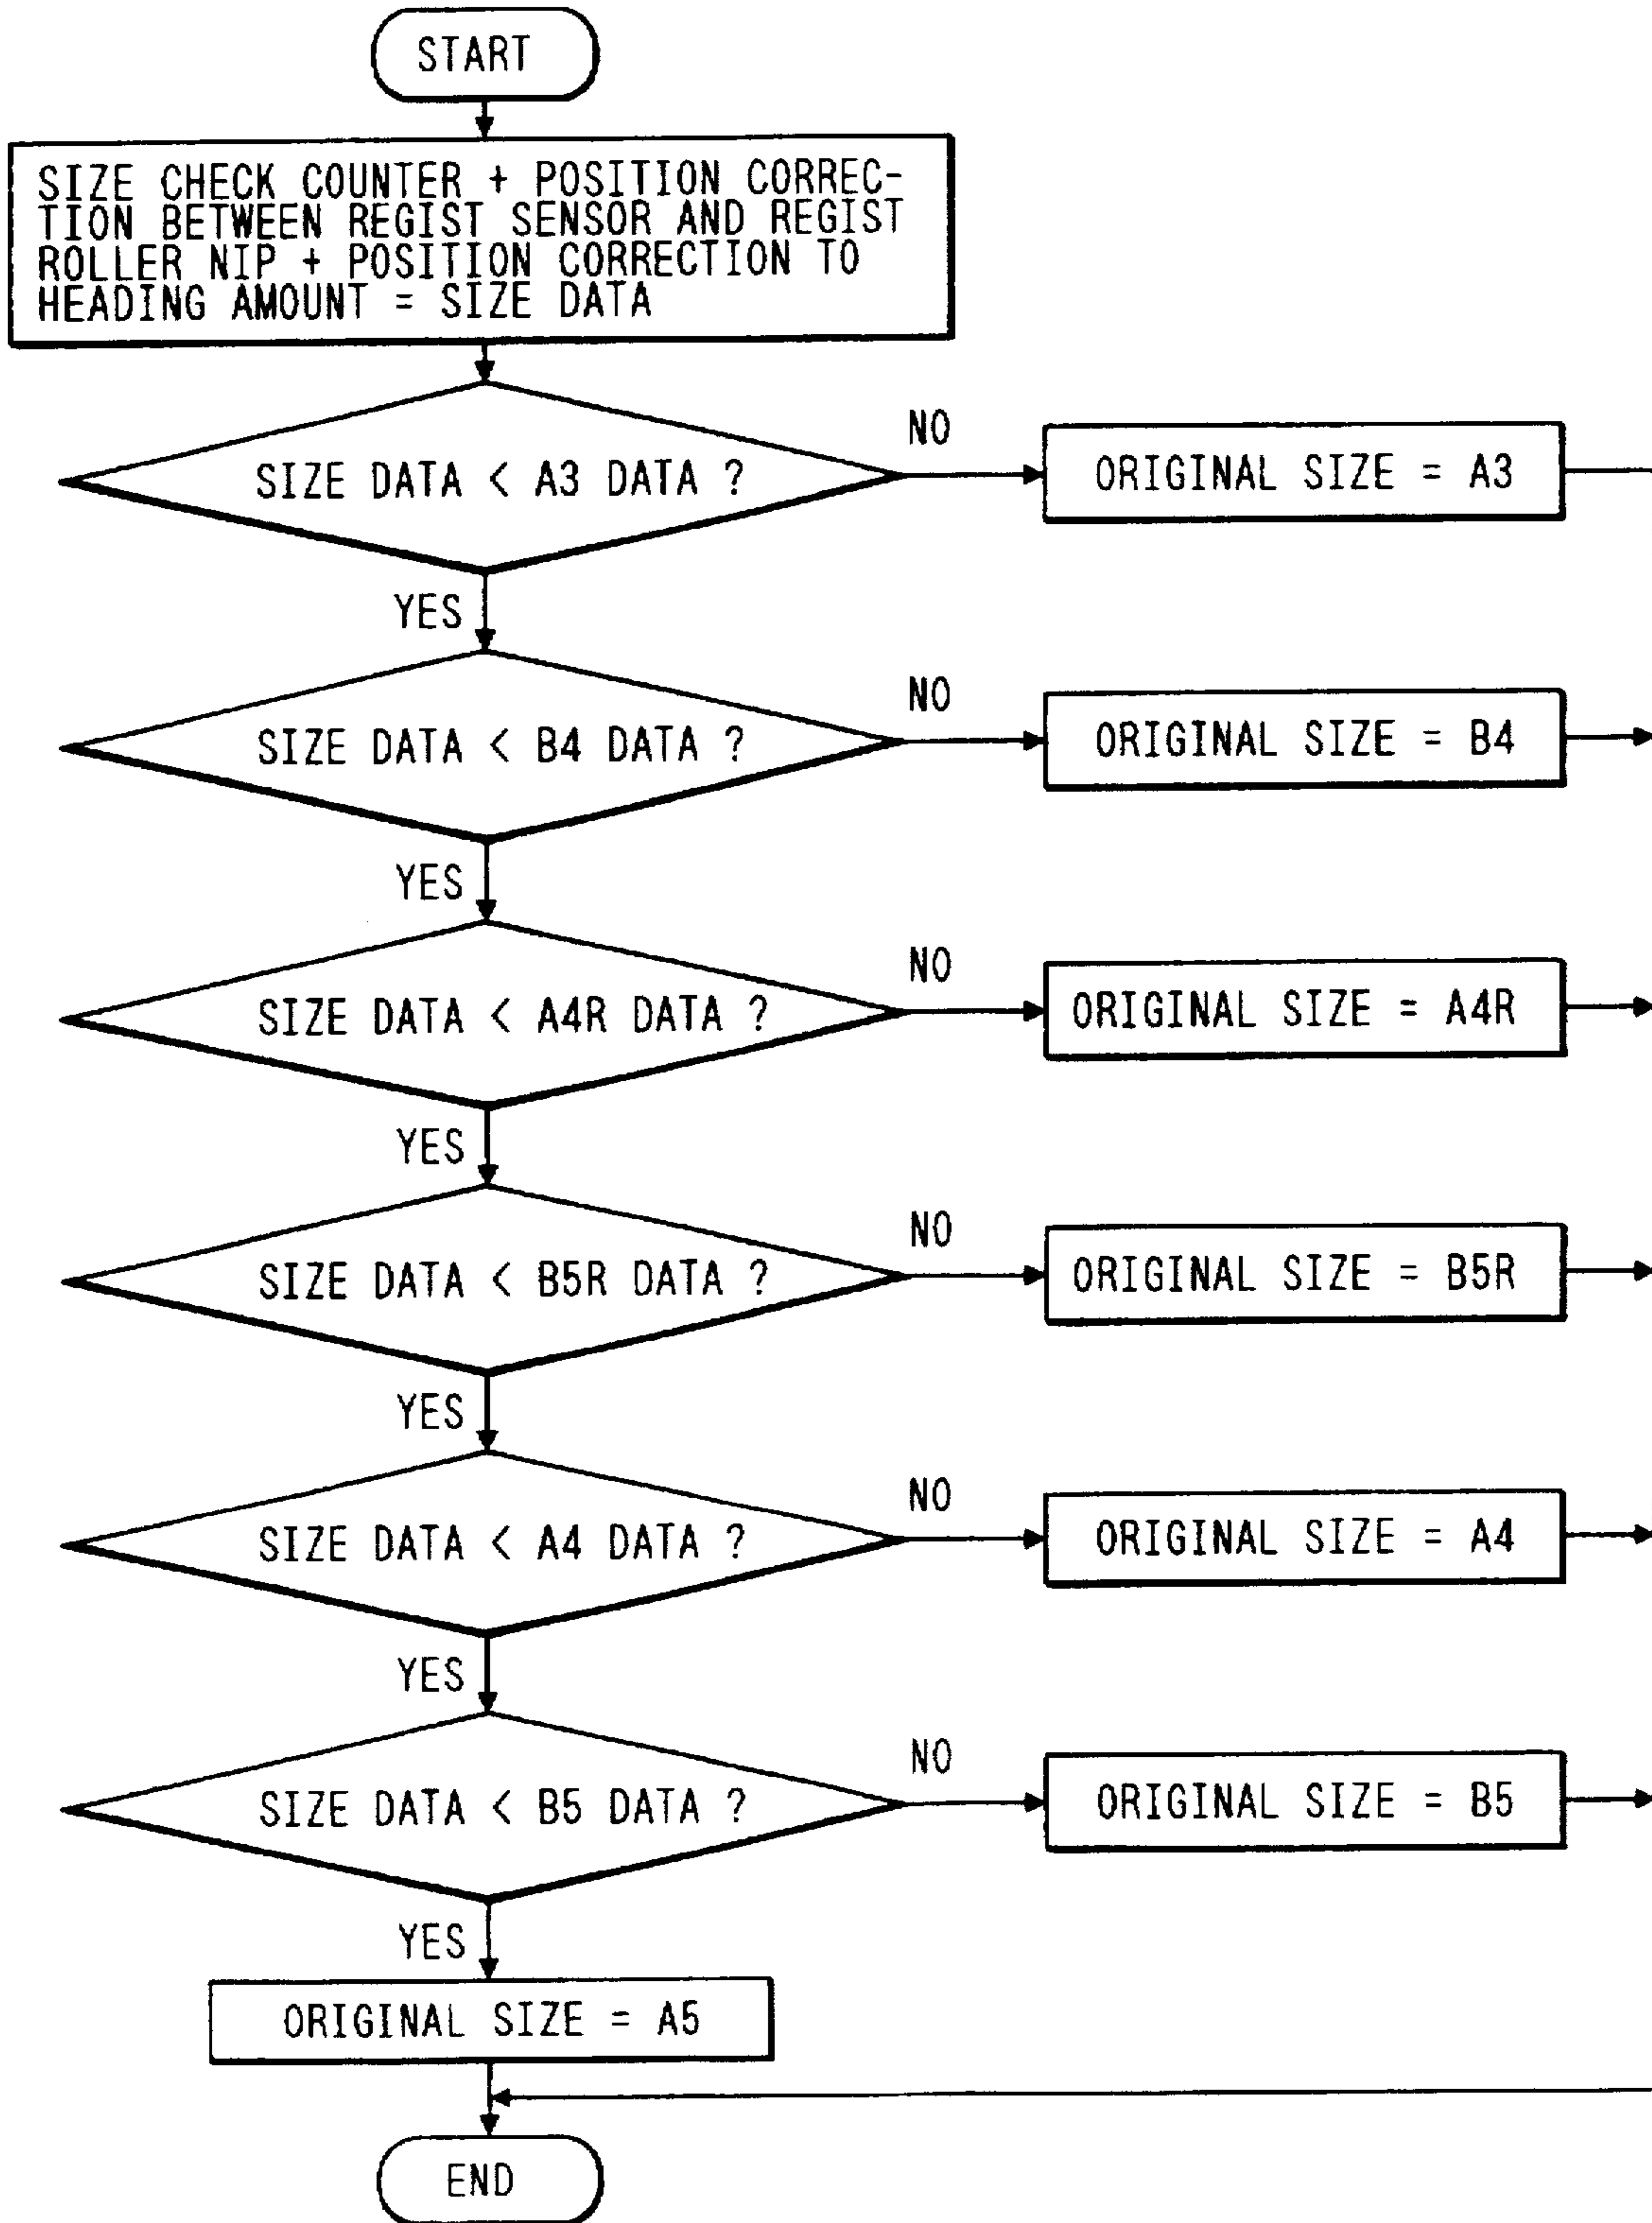 START
SIZE CHECK COUNTER + POSITION CORREC-
TION BETWEEN REGIST SENSOR AND REGIST
ROLLER NIP + POSITION CORRECTION TO
HEADING AMOUNT = SIZE DATA
SIZE DATA < A3 DATA ?
NO
ORIGINAL SIZE = A3
YES
SIZE DATA < B4 DATA ?
NO
ORIGINAL SIZE = B4
YES
SIZE DATA < A4R DATA ?
NO
ORIGINAL SIZE = A4R
YES
SIZE DATA < B5R DATA ?
NO
ORIGINAL SIZE = B5R
YES
SIZE DATA < A4 DATA ?
NO
ORIGINAL SIZE = A4
YES
SIZE DATA < B5 DATA ?
NO
ORIGINAL SIZE = B5
YES
ORIGINAL SIZE = A5
END